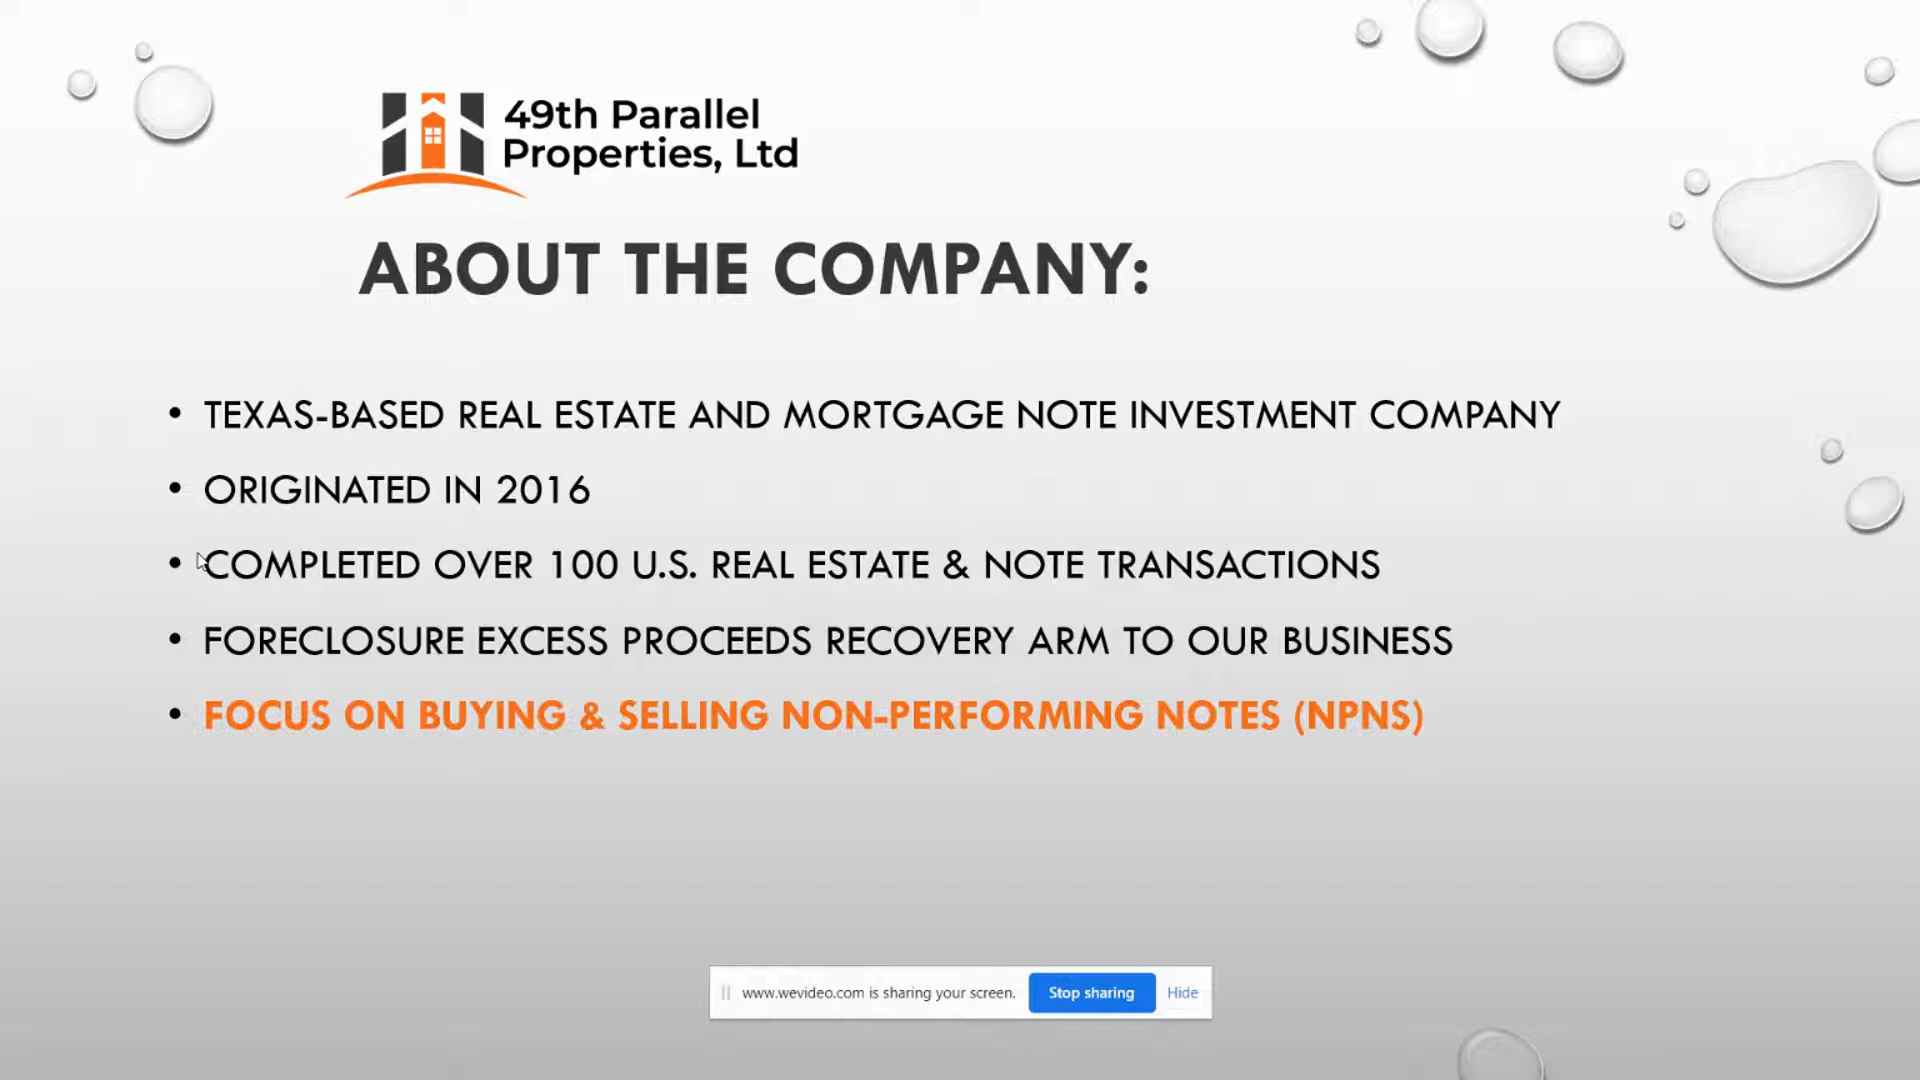 49th Parallel
Properties, Ltd
ABOUT THE COMPANY:
• TEXAS-BASED REAL ESTATE AND MORTGAGE NOTE INVESTMENT COMPANY
• ORIGINATED IN 2016
• COMPLETED OVER 100 U.S. REAL ESTATE & NOTE TRANSACTIONS
• FORECLOSURE EXCESS PROCEEDS RECOVERY ARM TO OUR BUSINESS
• FOCUS ON BUYING & SELLING NON-PERFORMING NOTES (NPNS)
www.wevideo.com is sharing your screen. Stop sharing Hide